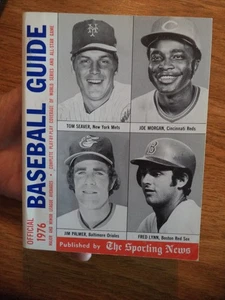 OFFICIAL
1976
BASEBALL GUIDE
MAJOR AND MINOR LEAGUE AVERAGES • COMPLETE PLAY-BY-PLAY COVERAGE OF WORLD SERIES AND ALL-STAR GAME
TOM SEAVER, New York Mets
JOE MORGAN, Cincinnati Reds
JIM PALMER, Baltimore Orioles
FRED LYNN, Boston Red Sox
Published by The Sporting News